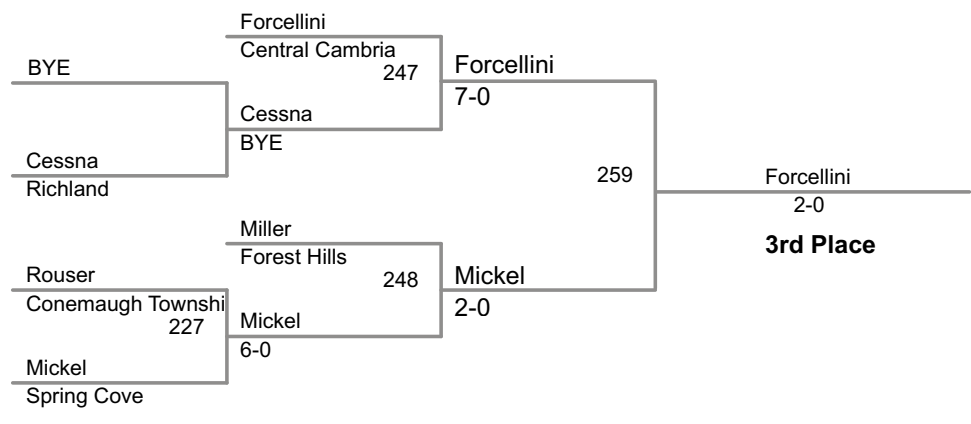 Forcellini
Central Cambria
BYE
247
Forcellini
7-0
Cessna
BYE
Cessna
Richland
259
Forcellini
2-0
3rd Place
Miller
Forest Hills
Rouser
248
Mickel
Conemaugh Townshi
2-0
227
Mickel
6-0
Mickel
Spring Cove